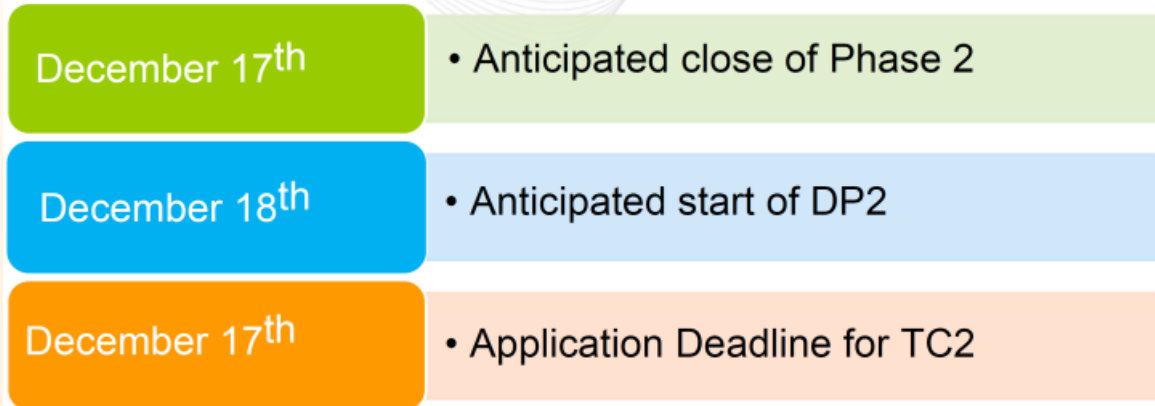 December 17th • Anticipated close of Phase 2
December 18th • Anticipated start of DP2
December 17th • Application Deadline for TC2